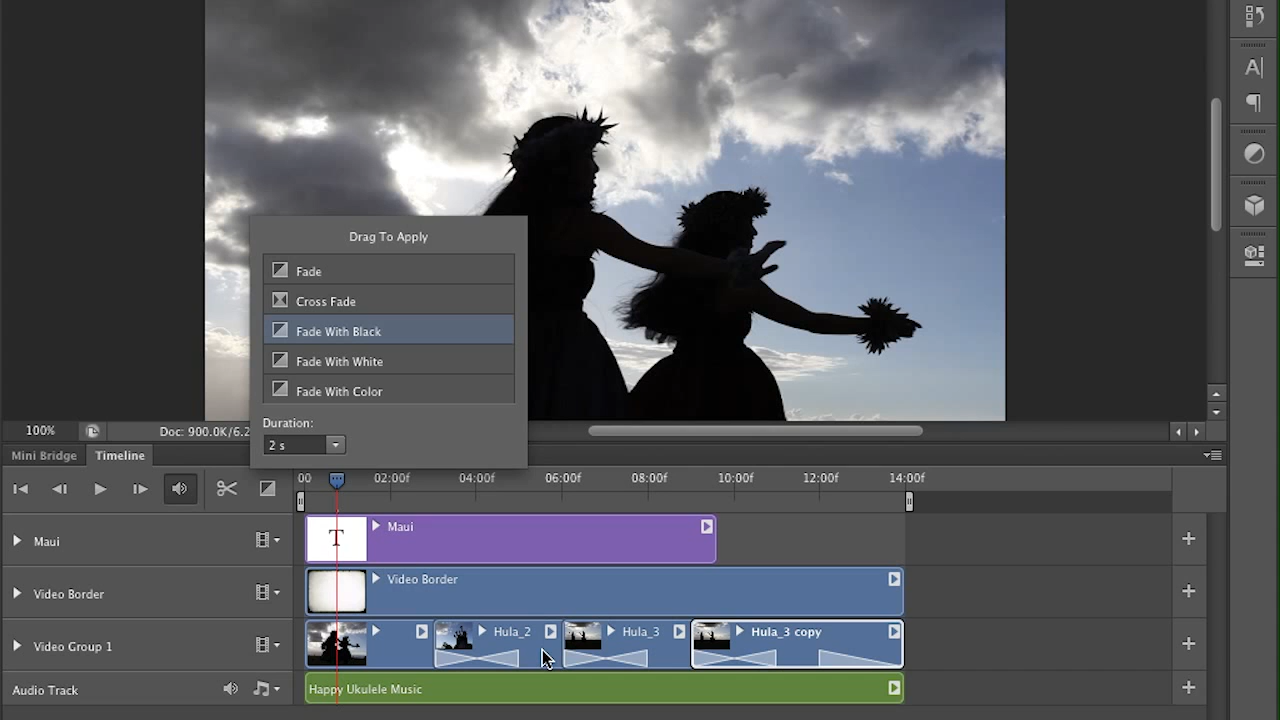 A|
Drag To Apply
Fade
Cross Fade
Fade With Black
Fade With White
Fade With Color
Duration:
2 s
100%
Doc: 900.0K/6.2
Mini Bridge
Timeline
00 02:00f 04:00f 06:00f 08:00f 10:00f 12:00f 14:00f
Maui
T
Maui
Video Border
Video Border
Video Group 1
Hula_2
Hula_3
Hula_3 copy
Audio Track
Happy Ukulele Music